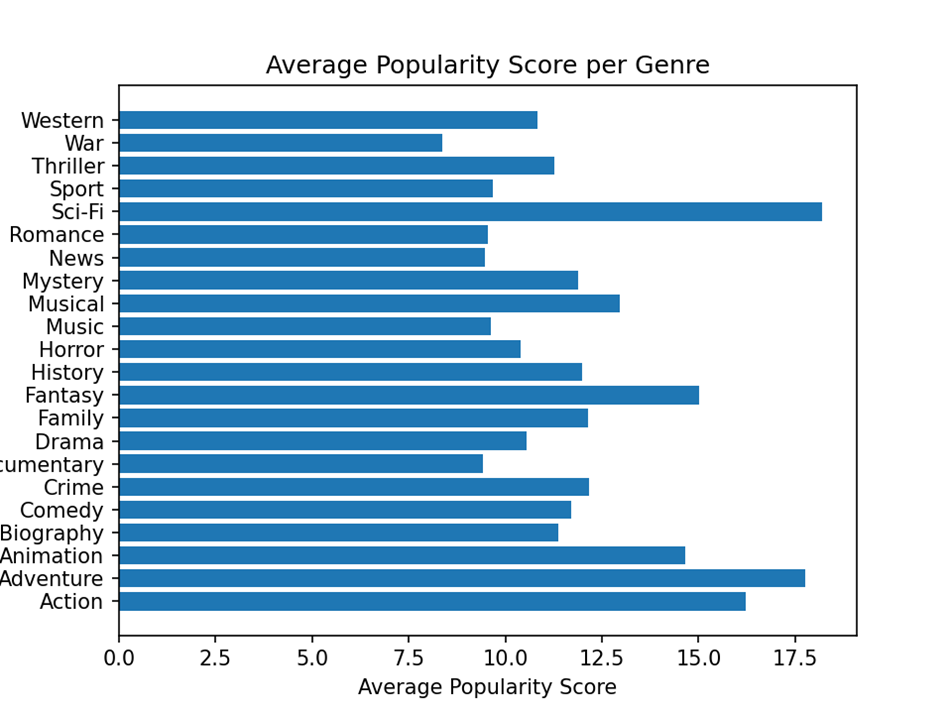 Average Popularity Score per Genre
Western
War
Thriller
Sport
Sci-Fi
Romance
News
Mystery
Musical
Music
Horror
History
Fantasy
Family
Drama
cumentary
Crime
Comedy
Biography
Animation
Adventure
Action
0.0 2.5 5.0 7.5 10.0 12.5 15.0 17.5
Average Popularity Score